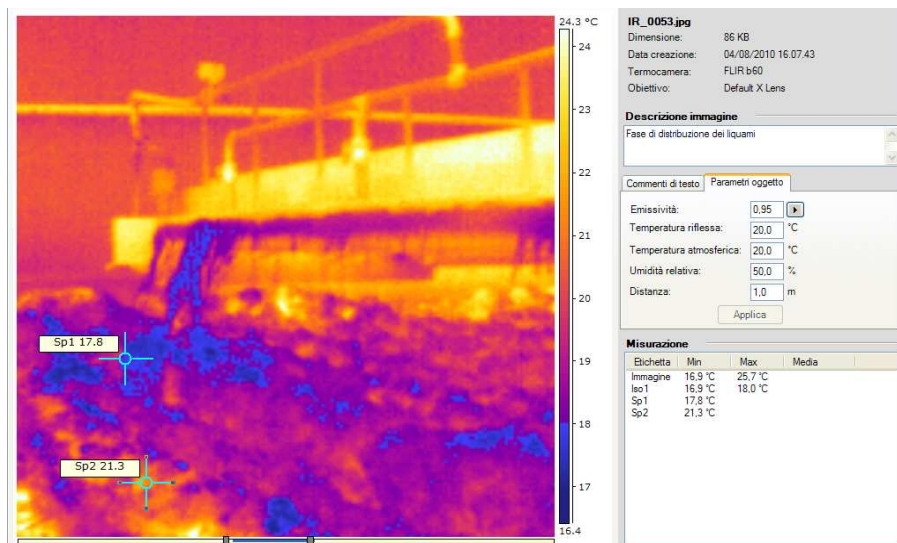 24.3 °C
24
23
22
21
20
19
18
17
16.4
Sp1 17.8
Sp2 21.3
IR_0053.jpg
Dimensione: 86 KB
Data creazione: 04/08/2010 16.07.43
Termocamera: FLIR b60
Obiettivo: Default X Lens
Descrizione immagine
Fase di distribuzione dei liquami
Commenti di testo Parametri oggetto
Emissività: 0,95
Temperatura riflessa: 20,0 °C
Temperatura atmosferica: 20,0 °C
Umidità relativa: 50,0 %
Distanza: 1,0 m
Applica
Misurazione
Etichetta Min Max Media
Immagine 16,9 °C 25,7 °C
Iso1 16,9 °C 18,0 °C
Sp1 17,8 °C
Sp2 21,3 °C